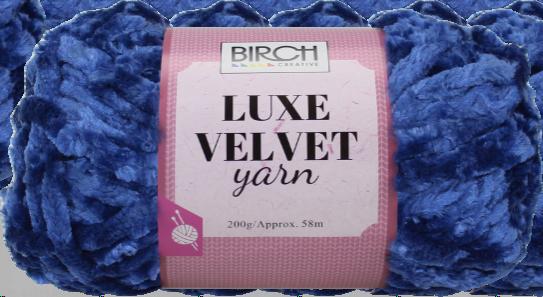 BIRCH
CREATIVE
LUXE
VELVET
yarn
200g/Approx. 58m